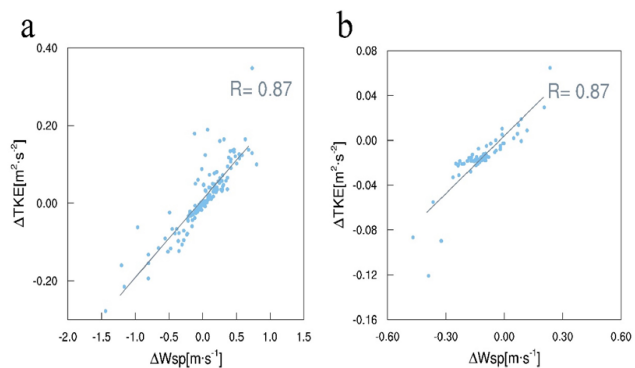 a
0.40
0.20
0.00
-0.20
ΔTKE[m²·s⁻²]
R= 0.87
-2.0 -1.5 -1.0 -0.5 0.0 0.5 1.0 1.5
ΔWsp[m·s⁻¹]
b
0.08
0.04
0.00
-0.04
-0.08
-0.12
-0.16
ΔTKE[m²·s⁻²]
R= 0.87
-0.60 -0.30 0.00 0.30 0.60
ΔWsp[m·s⁻¹]